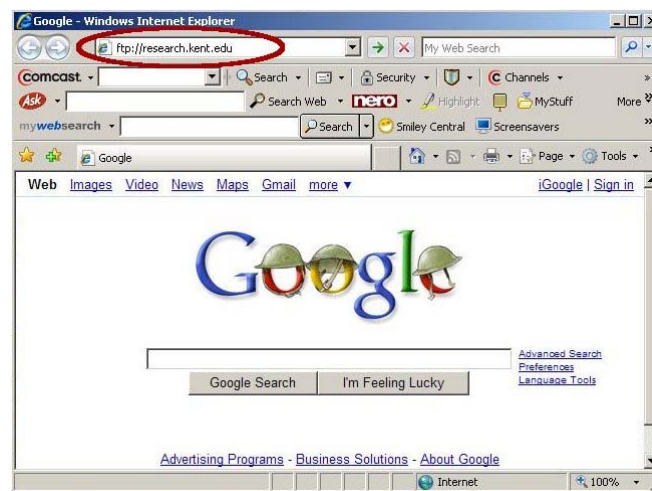 Google - Windows Internet Explorer
ftp://research.kent.edu
My Web Search
comcast. Search Security Channels »
Ask Search Web nero Highlight MyStuff More »
mywebsearch Search Smiley Central Screensavers »
Google Page Tools »
Web Images Video News Maps Gmail more ▼ iGoogle | Sign in
Google
Advanced Search
Preferences
Language Tools
Google Search I'm Feeling Lucky
Advertising Programs - Business Solutions - About Google
Internet 100%